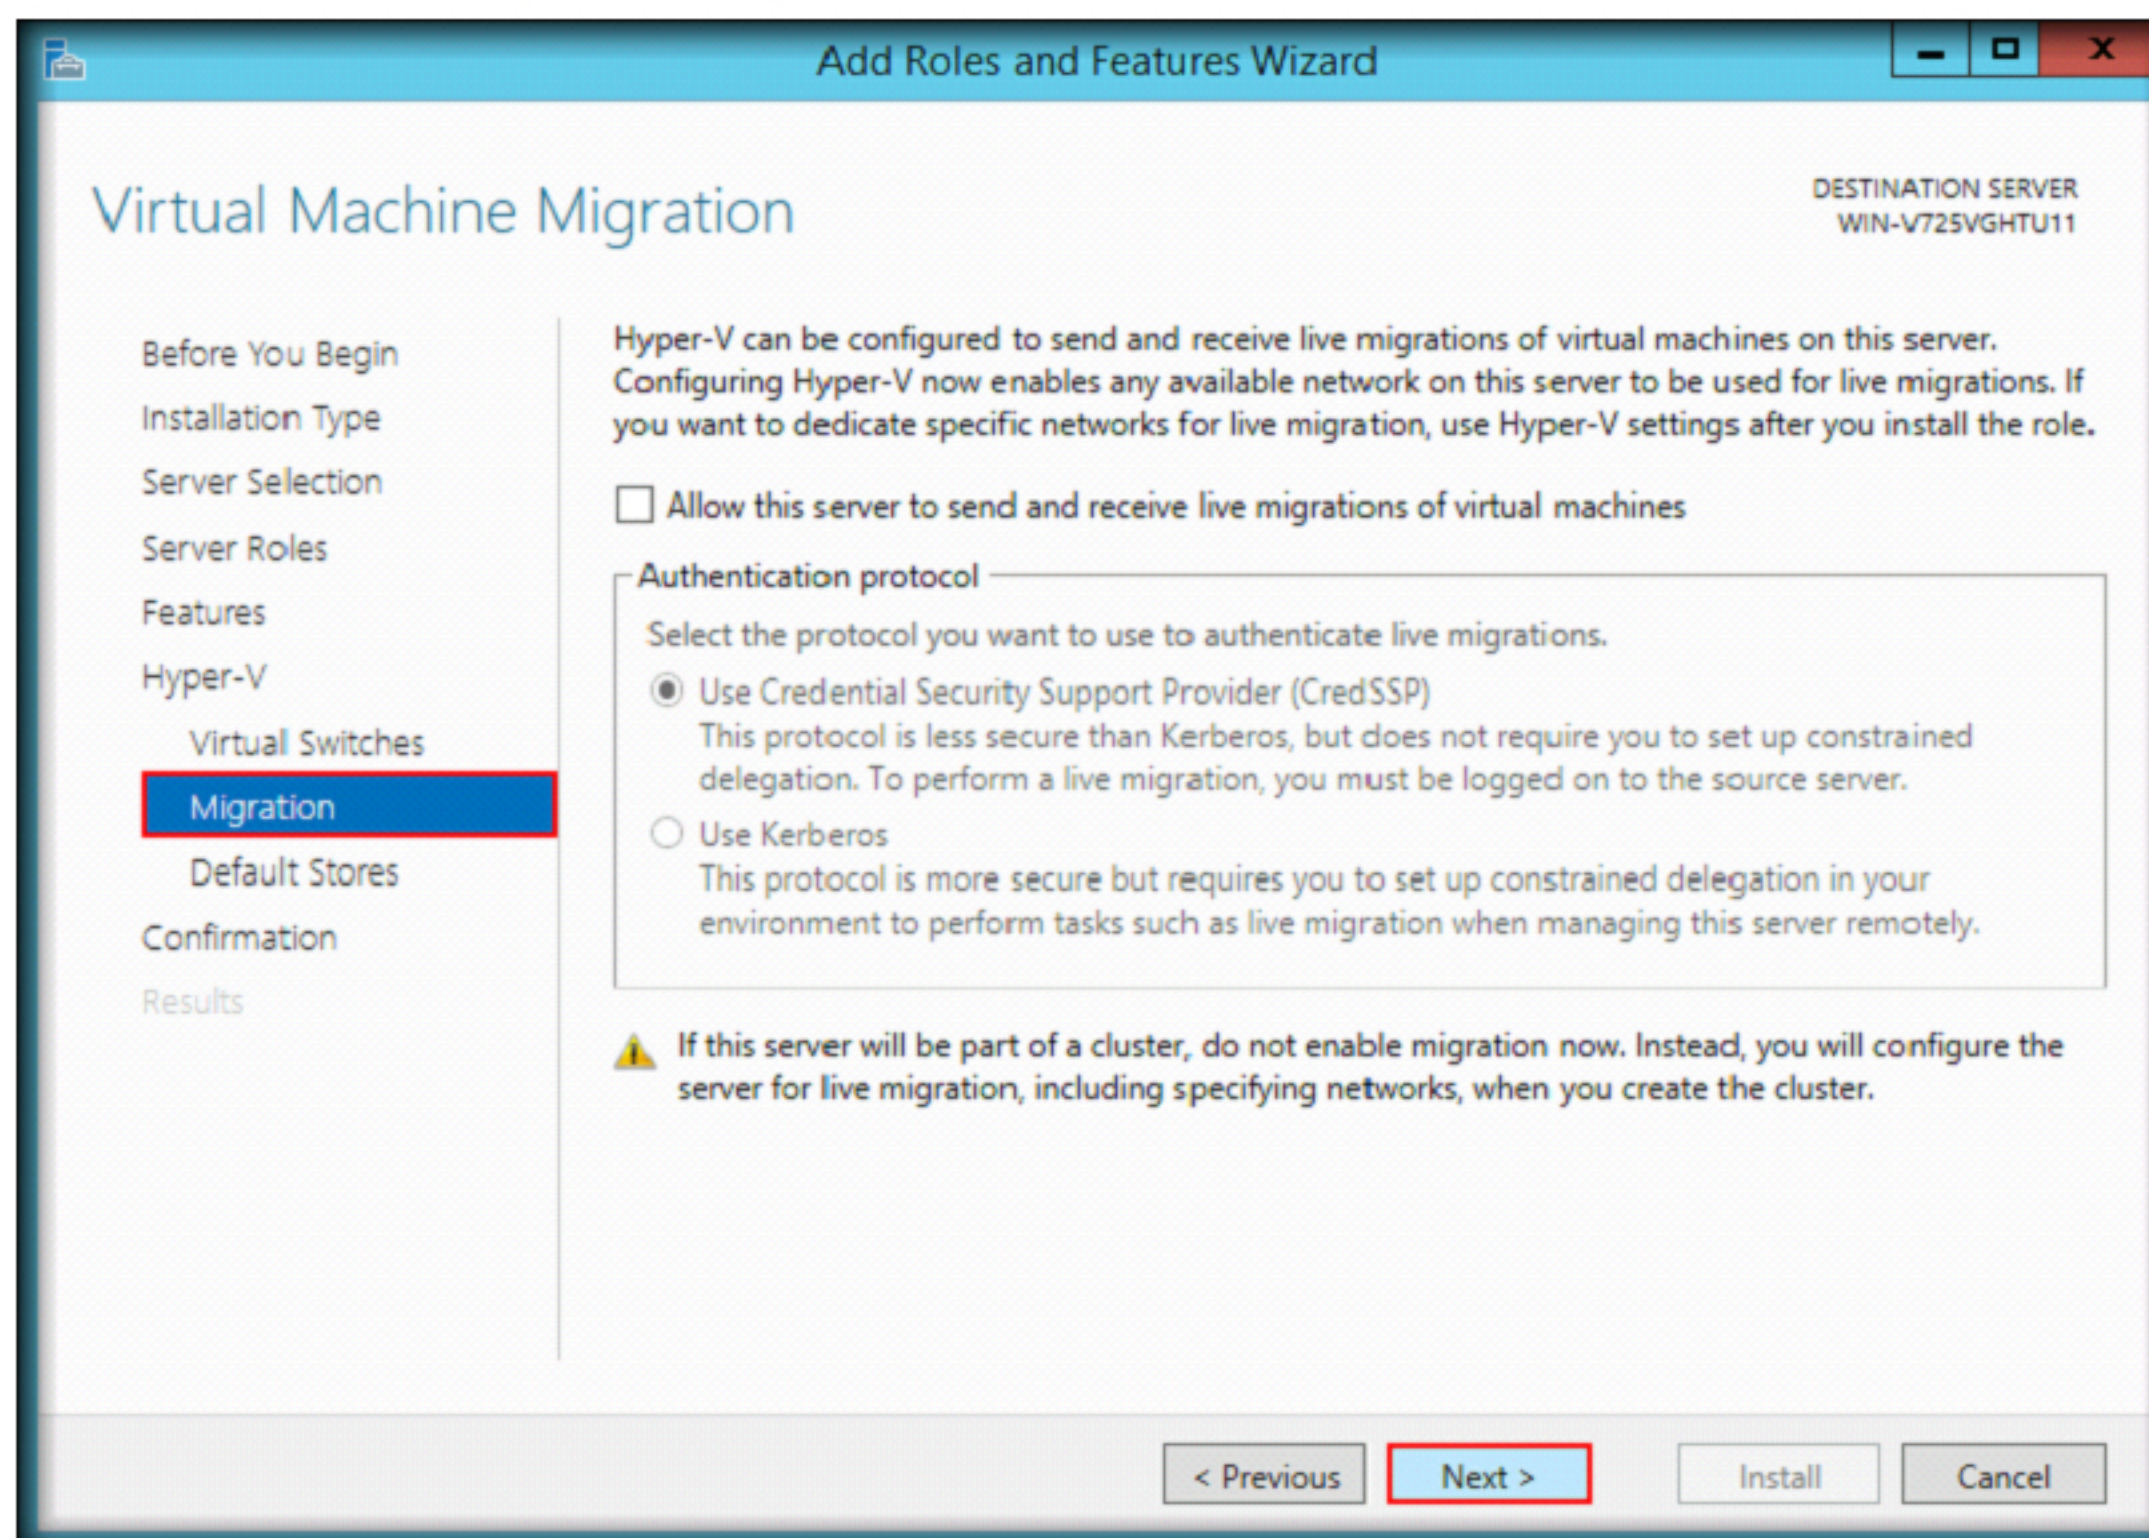 Add Roles and Features Wizard
X
Virtual Machine Migration
DESTINATION SERVER
WIN-V725VGHTU11
Before You Begin
Installation Type
Server Selection
Server Roles
Features
Hyper-V
Virtual Switches
Migration
Default Stores
Confirmation
Results
Hyper-V can be configured to send and receive live migrations of virtual machines on this server.
Configuring Hyper-V now enables any available network on this server to be used for live migrations. If
you want to dedicate specific networks for live migration, use Hyper-V settings after you install the role.
Allow this server to send and receive live migrations of virtual machines
Authentication protocol
Select the protocol you want to use to authenticate live migrations.
Use Credential Security Support Provider (CredSSP)
This protocol is less secure than Kerberos, but does not require you to set up constrained
delegation. To perform a live migration, you must be logged on to the source server.
Use Kerberos
This protocol is more secure but requires you to set up constrained delegation in your
environment to perform tasks such as live migration when managing this server remotely.
If this server will be part of a cluster, do not enable migration now. Instead, you will configure the
server for live migration, including specifying networks, when you create the cluster.
< Previous
Next >
Install
Cancel